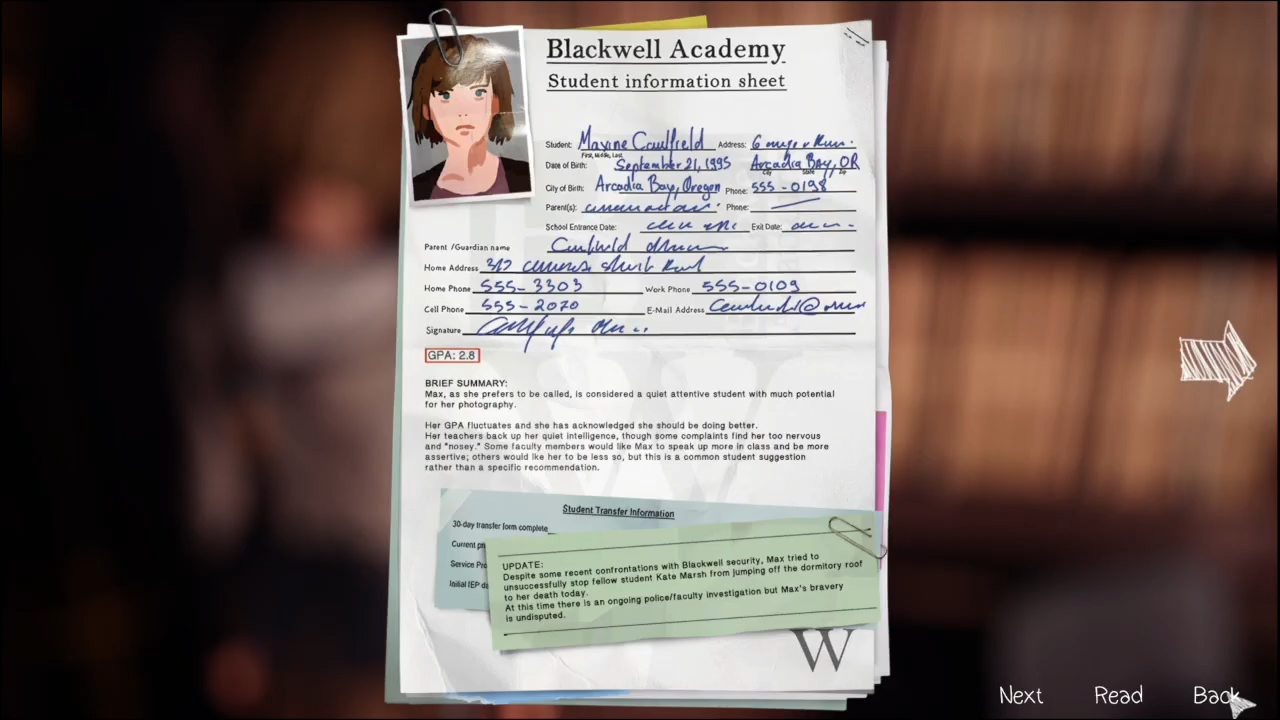 Blackwell Academy
Student information sheet
Student: Maxine Caulfield Address:
First, Middle, Last
Date of Birth: September 21, 1995 Arcadia Bay, OR
City State Zip
City of Birth: Arcadia Bay, Oregon Phone: 555-0198
Parent(s): Phone:
School Entrance Date: Exit Date:
Parent /Guardian name
Home Address
Home Phone 555-3303 Work Phone 555-0109
Cell Phone 555-2070 E-Mail Address
Signature
GPA: 2.8
BRIEF SUMMARY:
Max, as she prefers to be called, is considered a quiet attentive student with much potential
for her photography.
Her GPA fluctuates and she has acknowledged she should be doing better.
Her teachers back up her quiet intelligence, though some complaints find her too nervous
and "nosey." Some faculty members would like Max to speak up more in class and be more
assertive; others would like her to be less so, but this is a common student suggestion
rather than a specific recommendation.
Student Transfer Information
30-day transfer form complete
Current
Service
Initial IEP
UPDATE:
Despite some recent confrontations with Blackwell security, Max tried to
unsuccessfully stop fellow student Kate Marsh from jumping off the dormitory roof
to her death today.
At this time there is an ongoing police/faculty investigation but Max's bravery
is undisputed.
W
Next Read Back